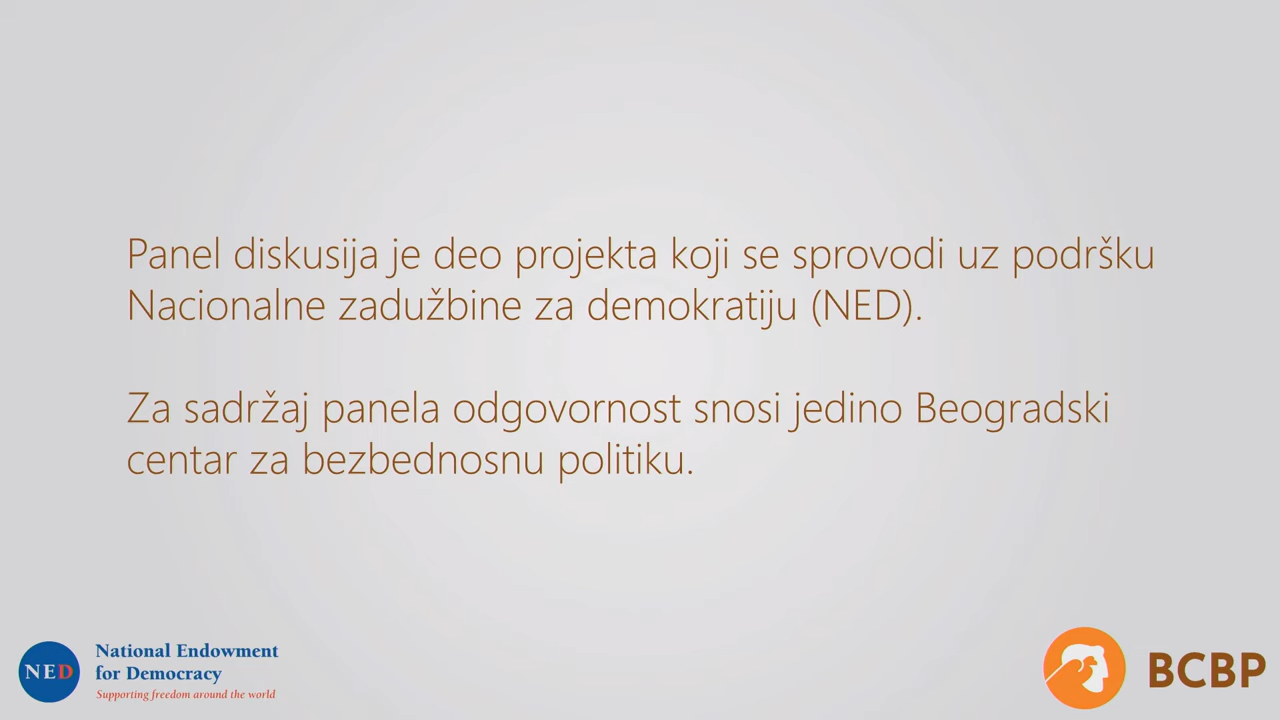 Panel diskusija je deo projekta koji se sprovodi uz podršku
Nacionalne zadužbine za demokratiju (NED).
Za sadržaj panela odgovornost snosi jedino Beogradski
centar za bezbednosnu politiku.
NED
National Endowment
for Democracy
Supporting freedom around the world
BCBP